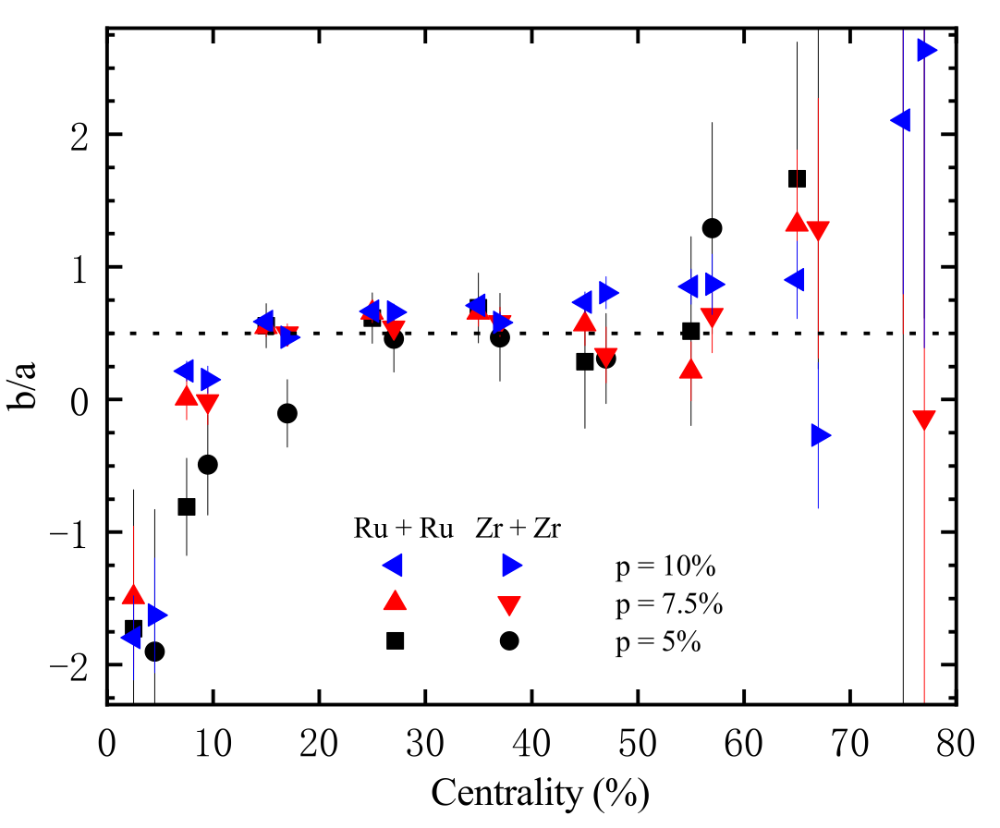 2
1
0
−1
−2
b/a
Ru + Ru Zr + Zr
p = 10%
p = 7.5%
p = 5%
0 10 20 30 40 50 60 70 80
Centrality (%)